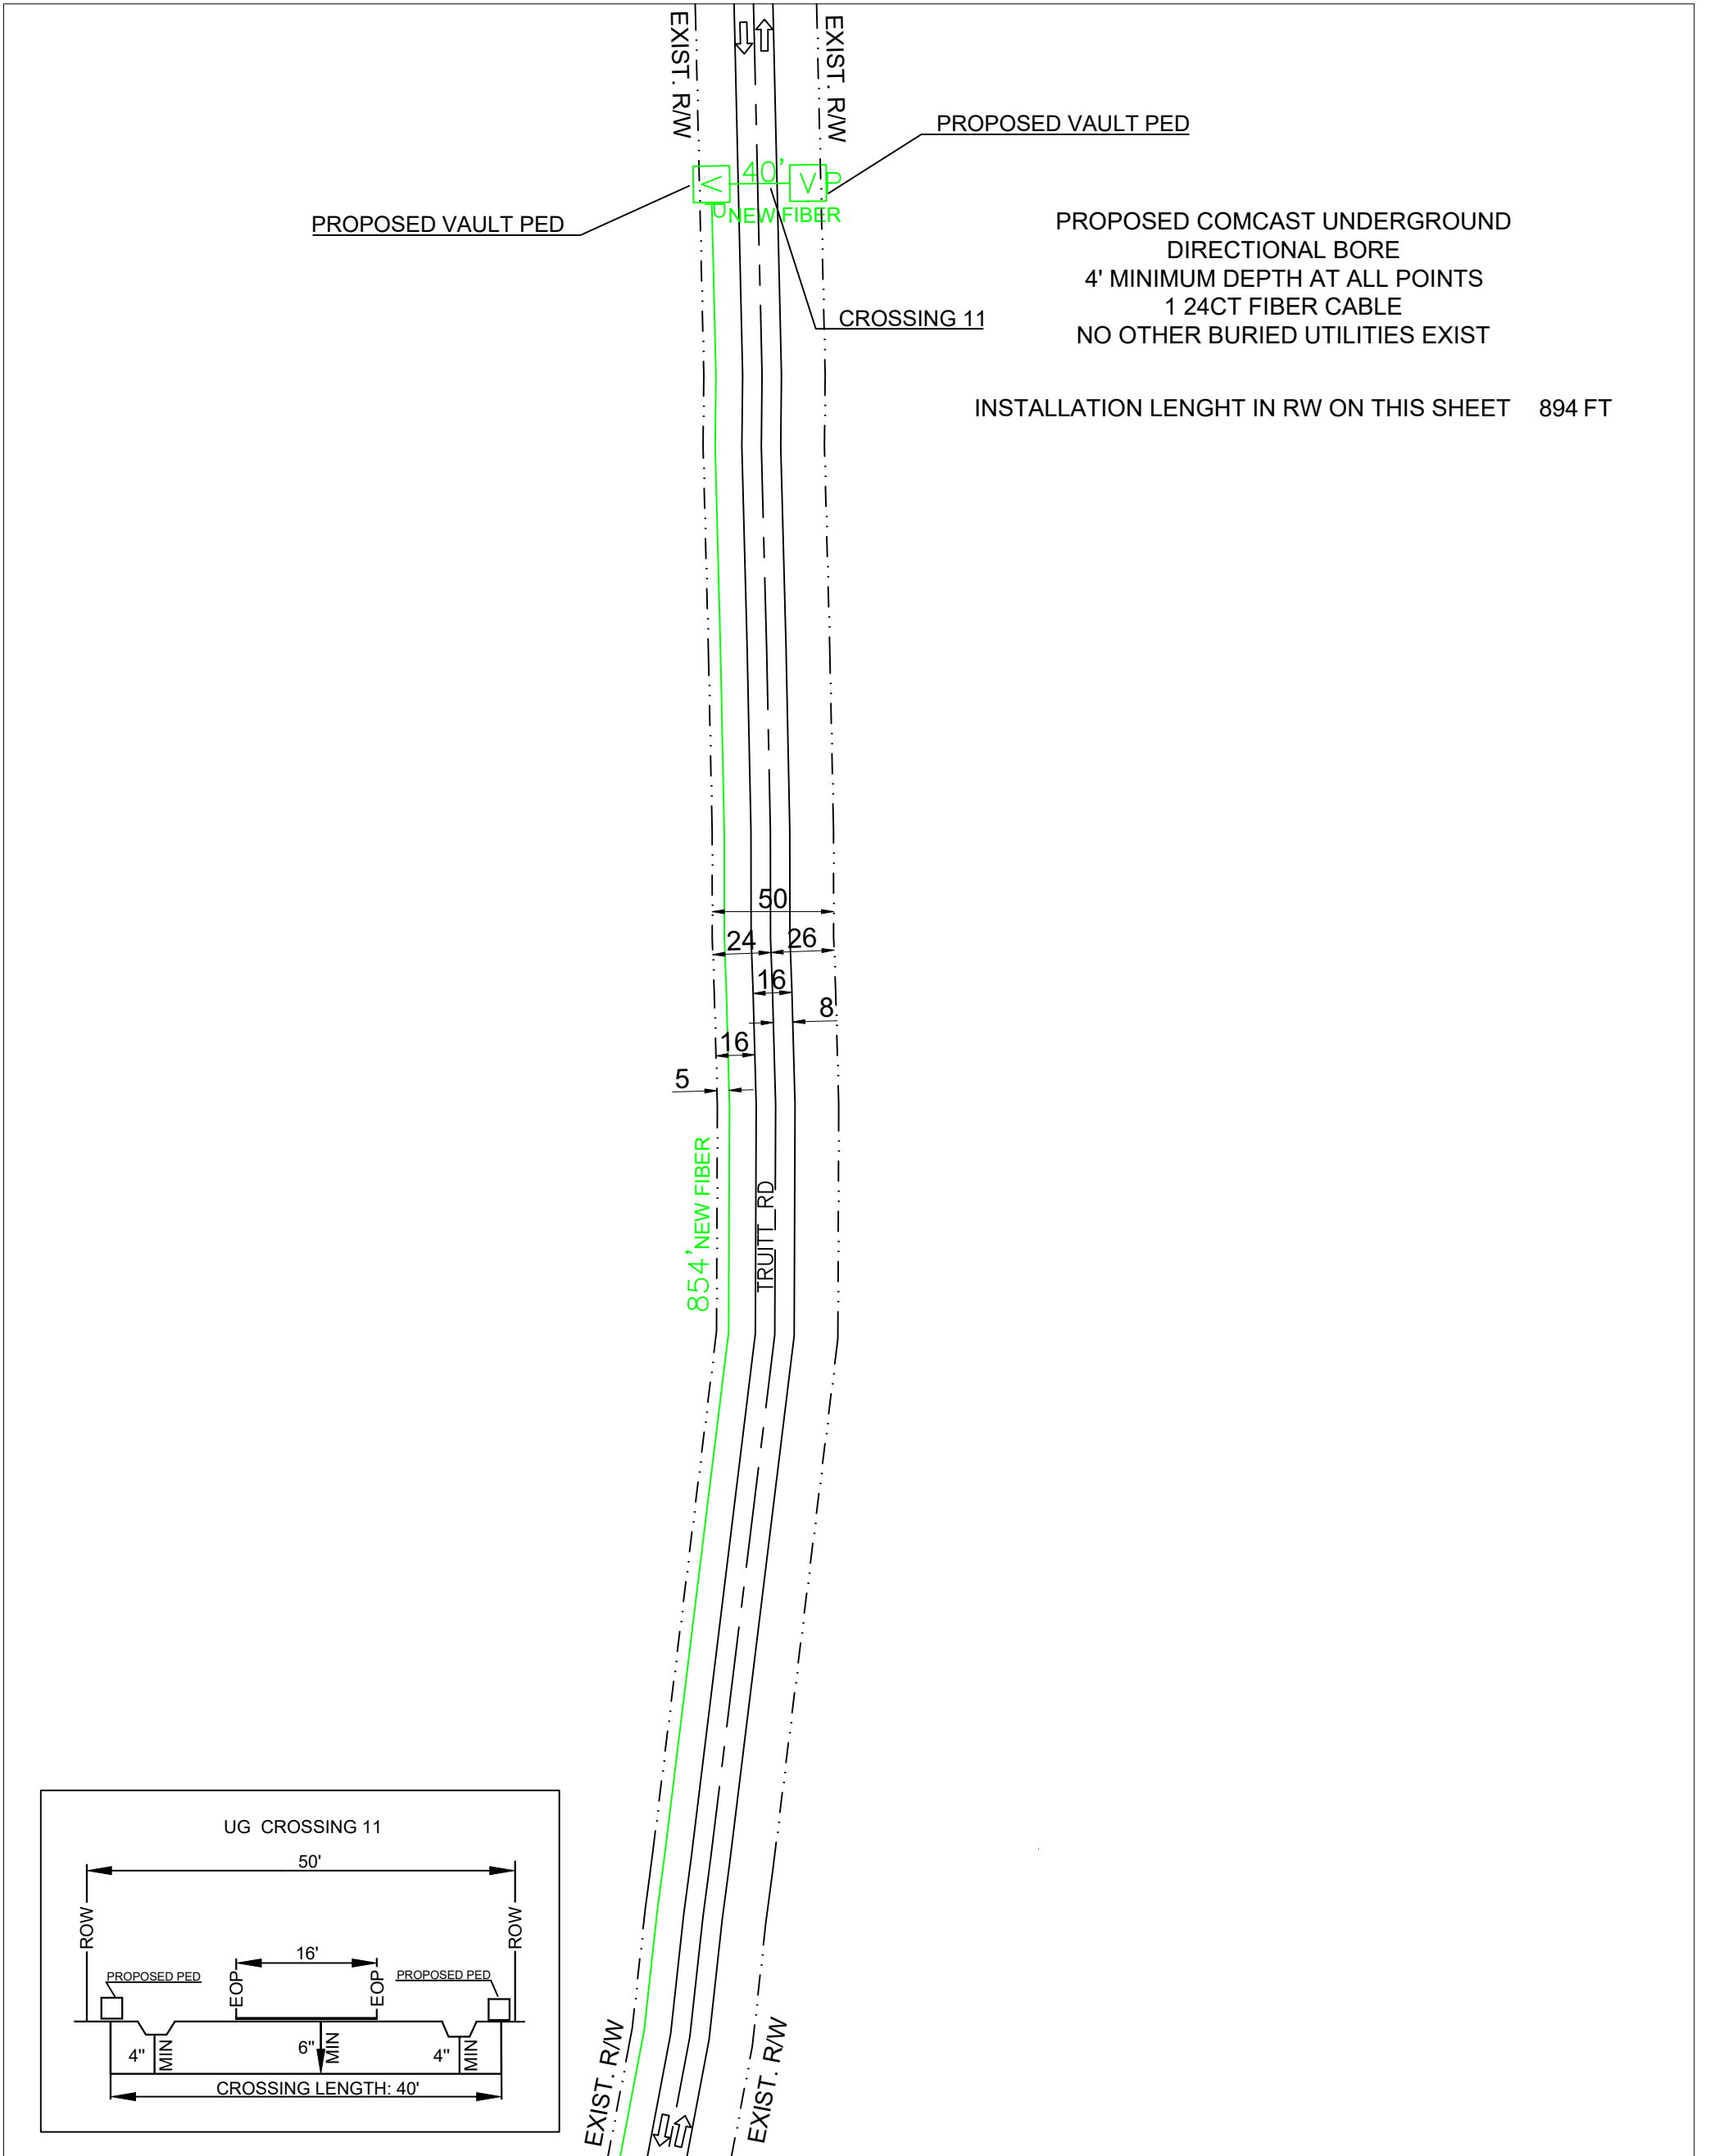 EXIST. R/W
EXIST. R/W
PROPOSED VAULT PED
40'
V
V
P
P
NEW FIBER
PROPOSED VAULT PED
PROPOSED COMCAST UNDERGROUND
DIRECTIONAL BORE
4' MINIMUM DEPTH AT ALL POINTS
1 24CT FIBER CABLE
NO OTHER BURIED UTILITIES EXIST
CROSSING 11
INSTALLATION LENGHT IN RW ON THIS SHEET 894 FT
50
24
26
16
8
16
5
854' NEW FIBER
TRUITT RD
UG CROSSING 11
50'
ROW
ROW
16'
PROPOSED PED
EOP
EOP
PROPOSED PED
4"
MIN
6"
MIN
4"
MIN
CROSSING LENGTH: 40'
EXIST. R/W
EXIST. R/W